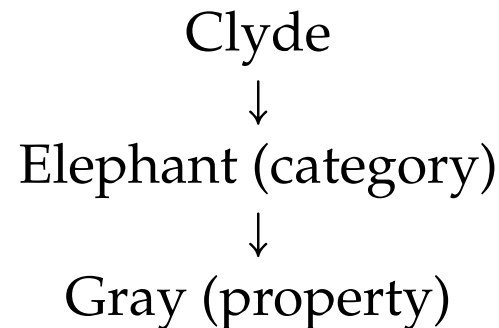 Clyde
↓
Elephant (category)
↓
Gray (property)